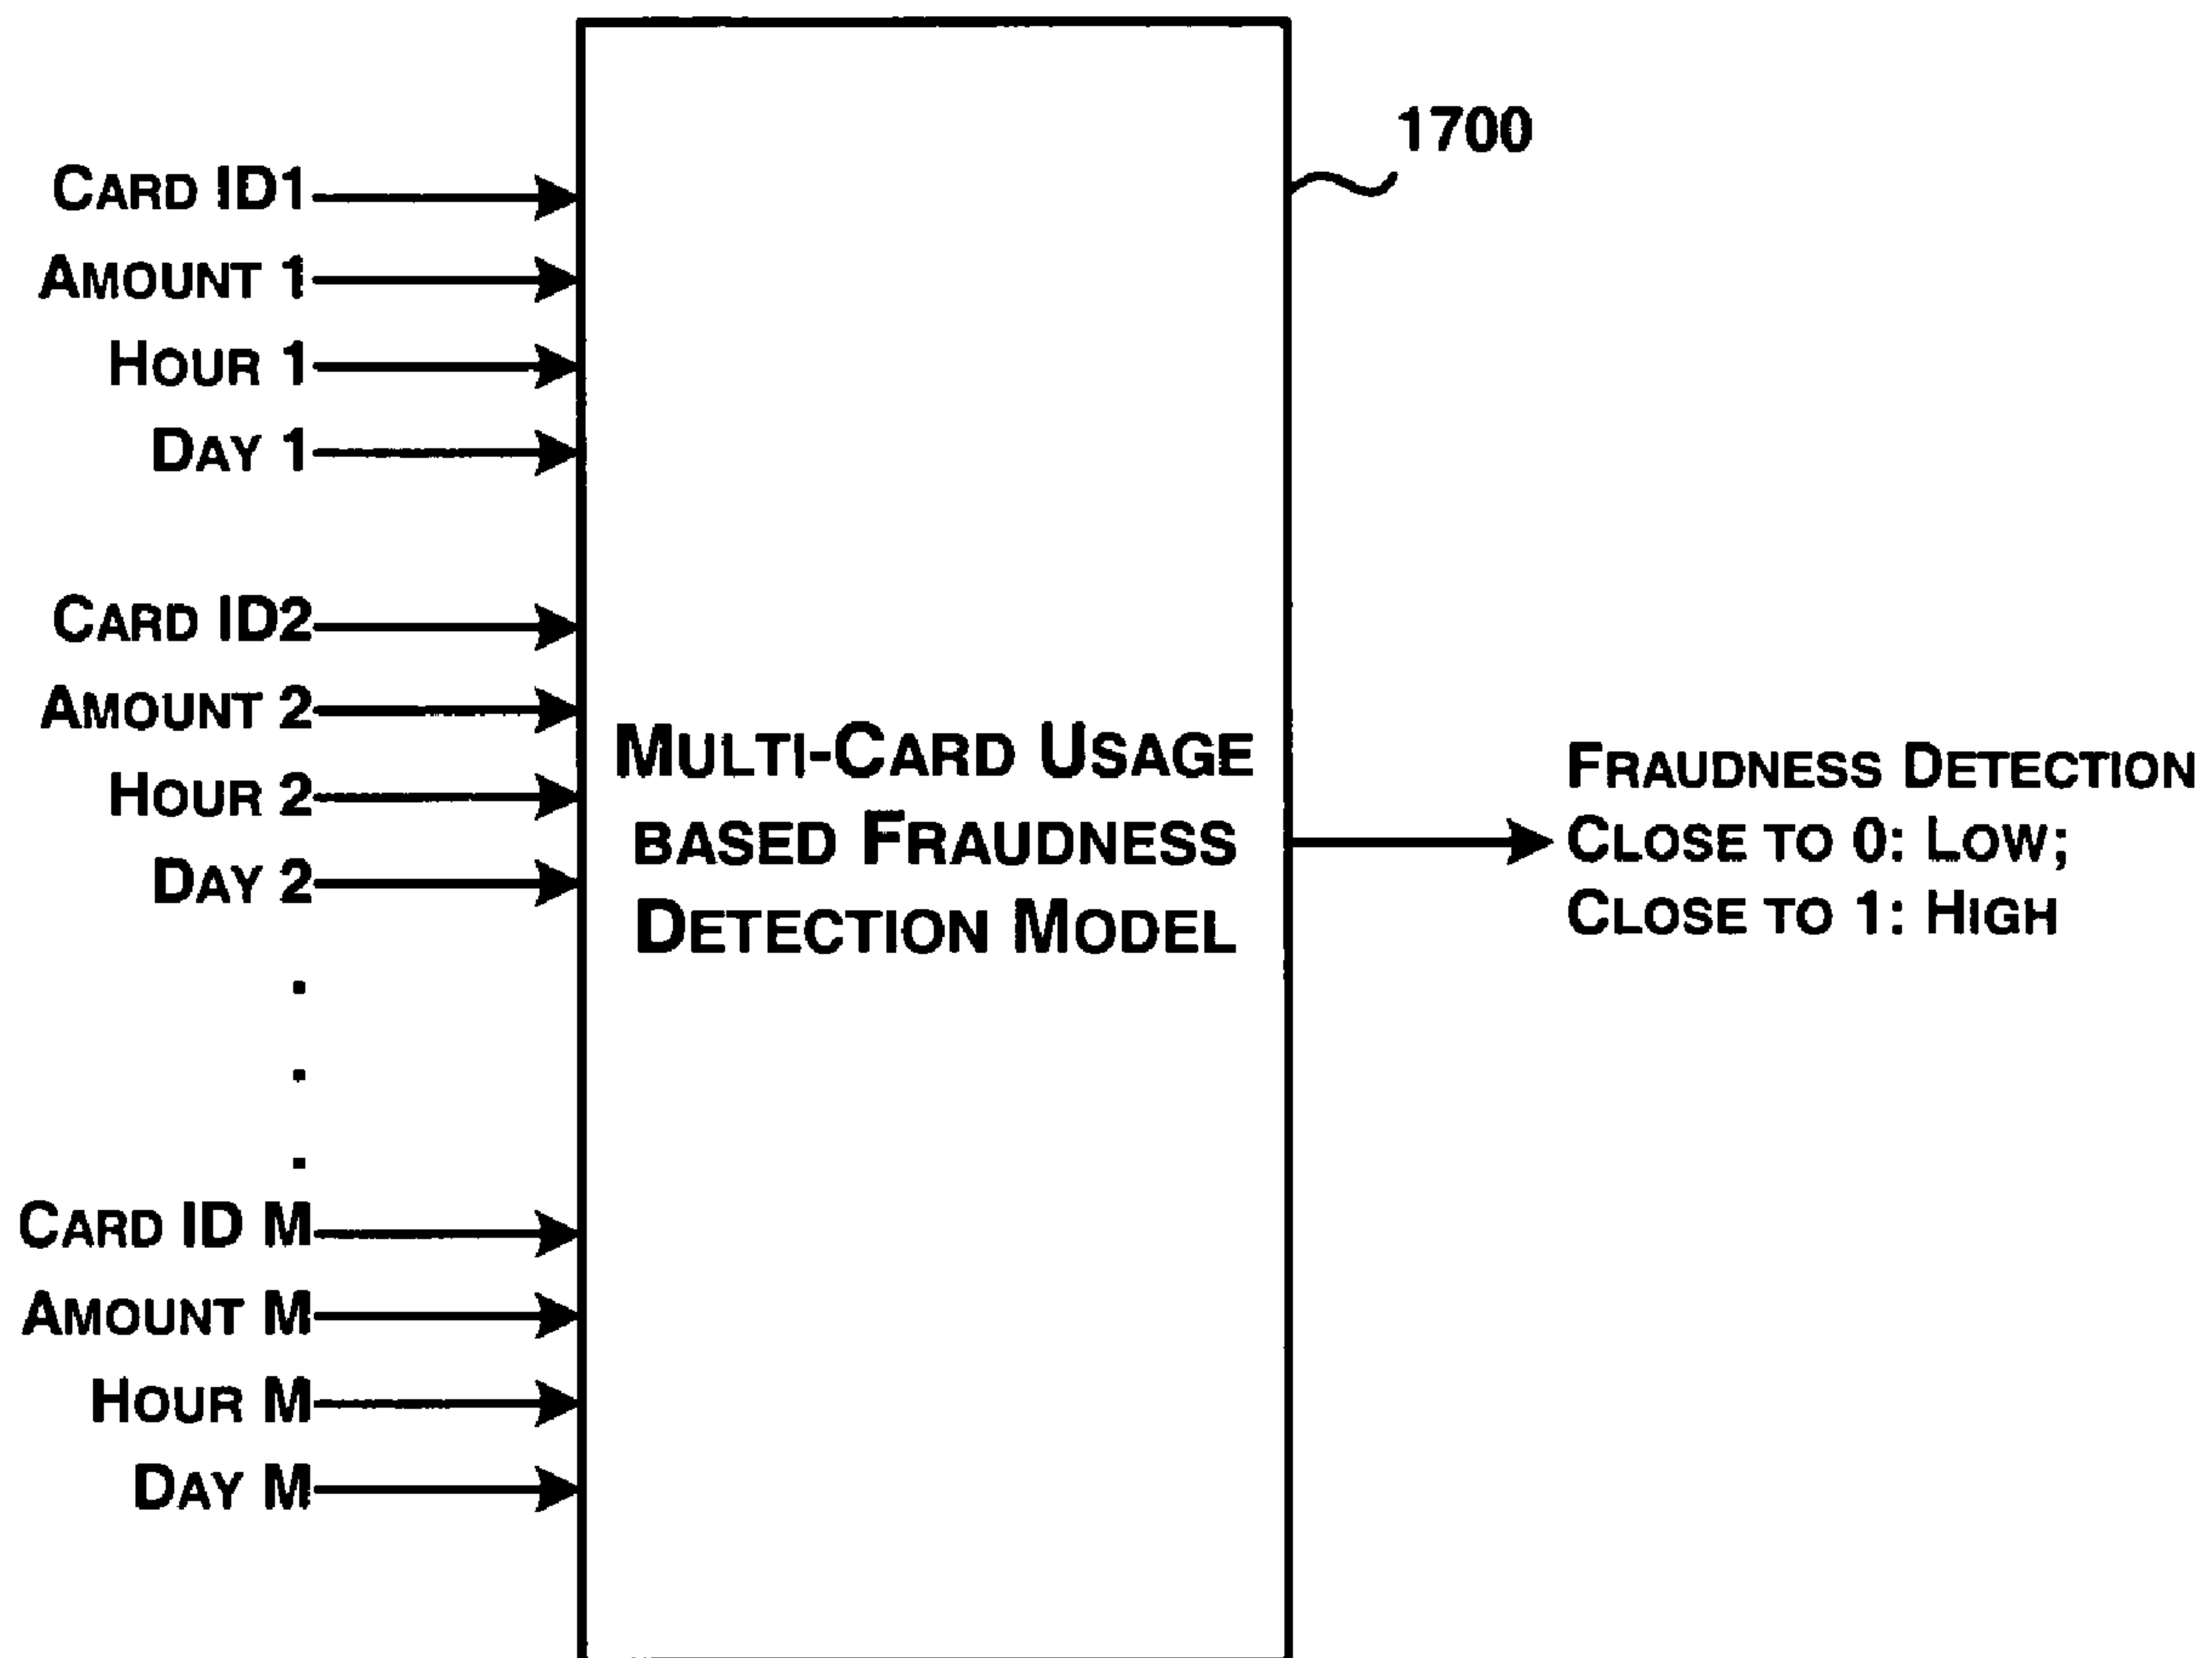 1700
CARD ID1
AMOUNT 1
HOUR 1
DAY 1
CARD ID2
AMOUNT 2
HOUR 2
DAY 2
.
.
.
CARD ID M
AMOUNT M
HOUR M
DAY M
MULTI-CARD USAGE
BASED FRAUDNESS
DETECTION MODEL
FRAUDNESS DETECTION
CLOSE TO 0: LOW;
CLOSE TO 1: HIGH